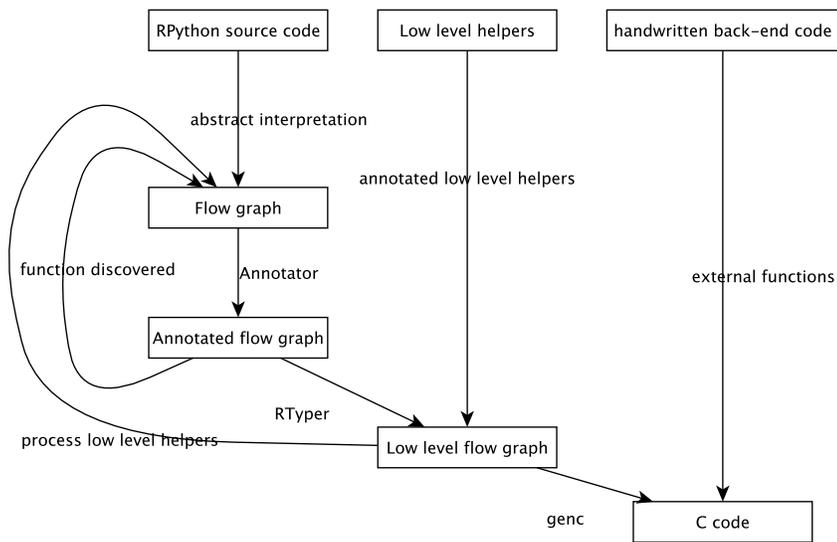 RPython source code
Low level helpers
handwritten back-end code
abstract interpretation
annotated low level helpers
Flow graph
function discovered
Annotator
external functions
Annotated flow graph
RTyper
process low level helpers
Low level flow graph
genc
C code